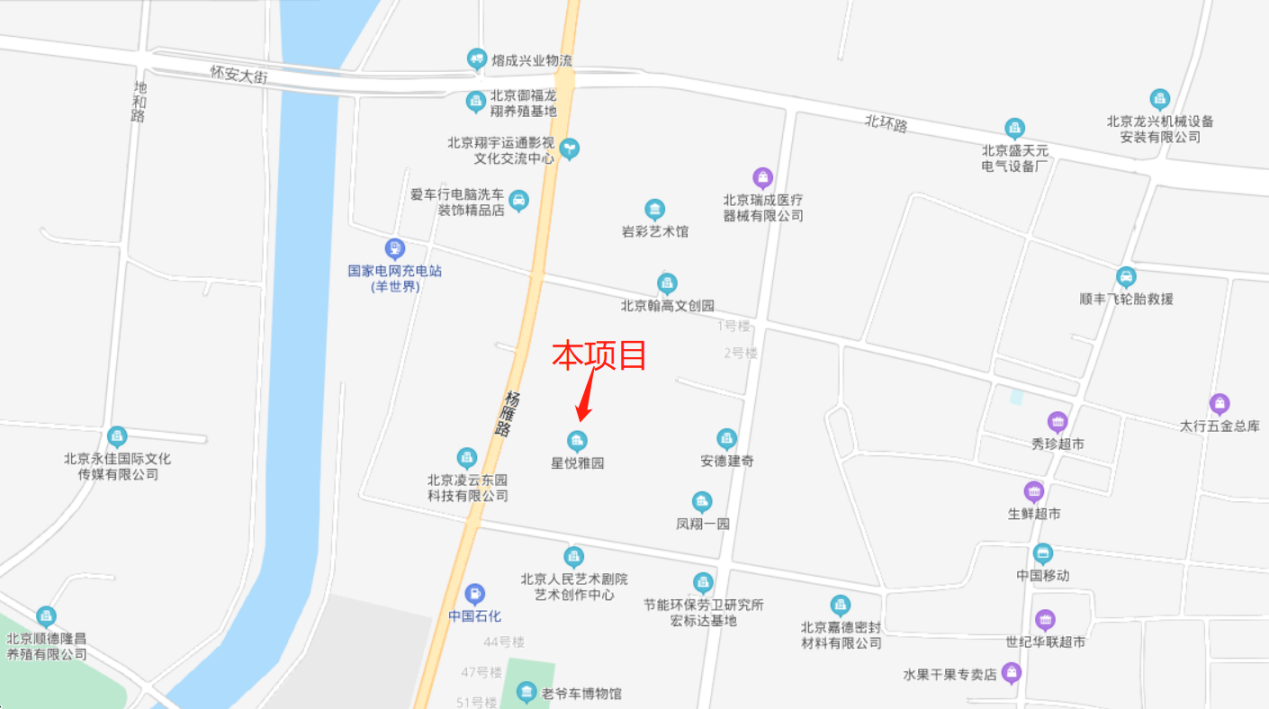 熔成兴业物流
怀安大街
地和路
北京御福龙
翔养殖基地
北环路
北京龙兴机械设备
安装有限公司
北京翔宇运通影视
文化交流中心
北京盛天元
电气设备厂
爱车行电脑洗车
装饰精品店
北京瑞成医疗
器械有限公司
岩彩艺术馆
国家电网充电站
(羊世界)
北京翰高文创园
顺丰飞轮胎救援
1号楼
2号楼
本项目
杨雁路
太行五金总库
秀珍超市
北京永佳国际文化
传媒有限公司
星悦雅园
安德建奇
北京凌云东园
科技有限公司
生鲜超市
凤翔一园
中国移动
北京人民艺术剧院
艺术创作中心
节能环保劳卫研究所
宏标达基地
中国石化
北京嘉德密封
材料有限公司
世纪华联超市
北京顺德隆昌
养殖有限公司
44号楼
47号楼
水果干果专卖店
老爷车博物馆
51号楼